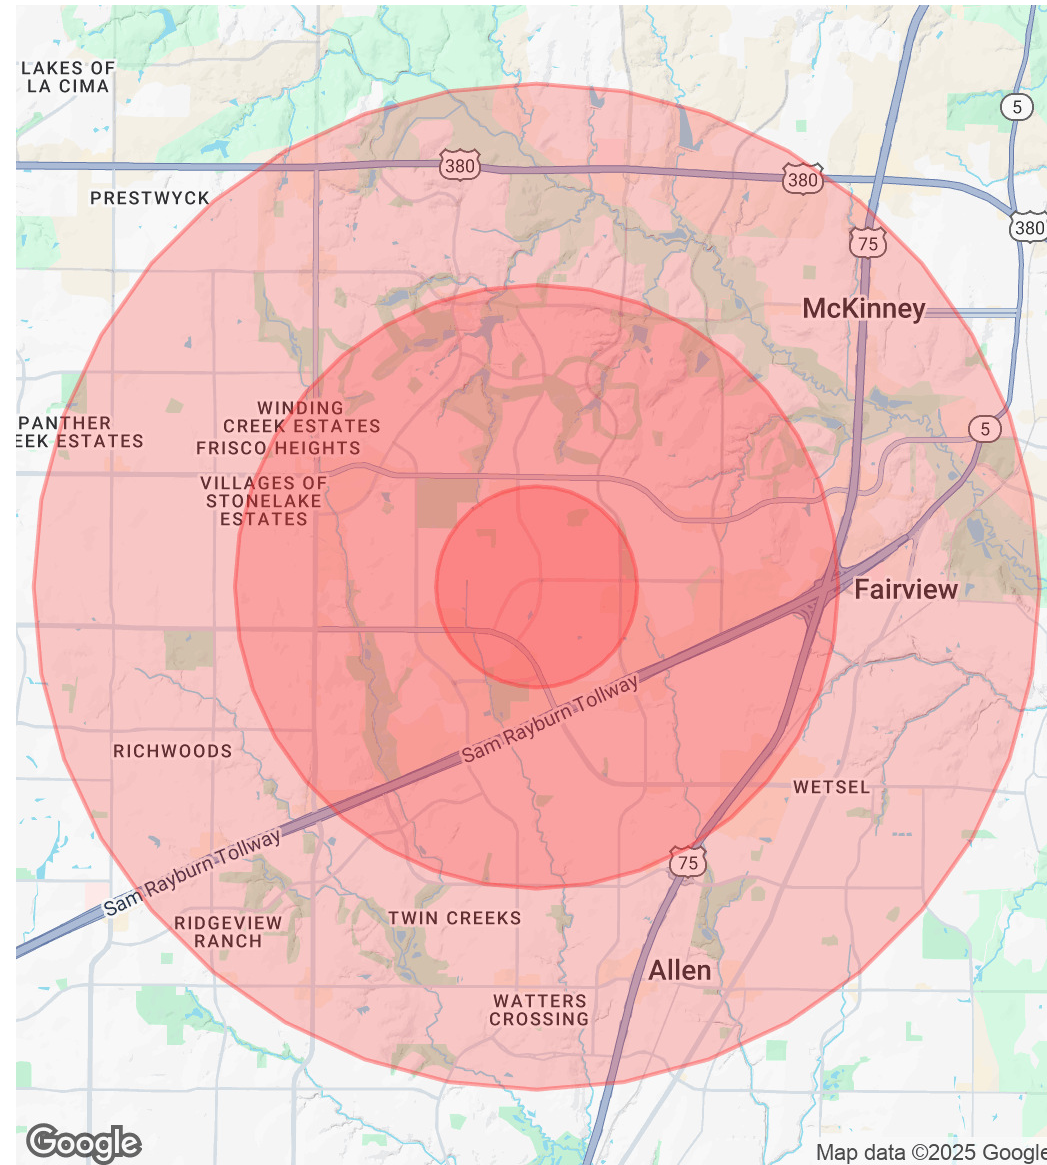 LAKES OF
LA CIMA
5
380
380
PRESTWYCK
380
75
McKinney
WINDING
CREEK ESTATES
PANTHER
EEK ESTATES
5
FRISCO HEIGHTS
VILLAGES OF
STONELAKE
ESTATES
Fairview
Sam Rayburn Tollway
RICHWOODS
WETSEL
Sam Rayburn Tollway
75
RIDGEVIEW
RANCH
TWIN CREEKS
Allen
WATTERS
CROSSING
Google
Map data ©2025 Google